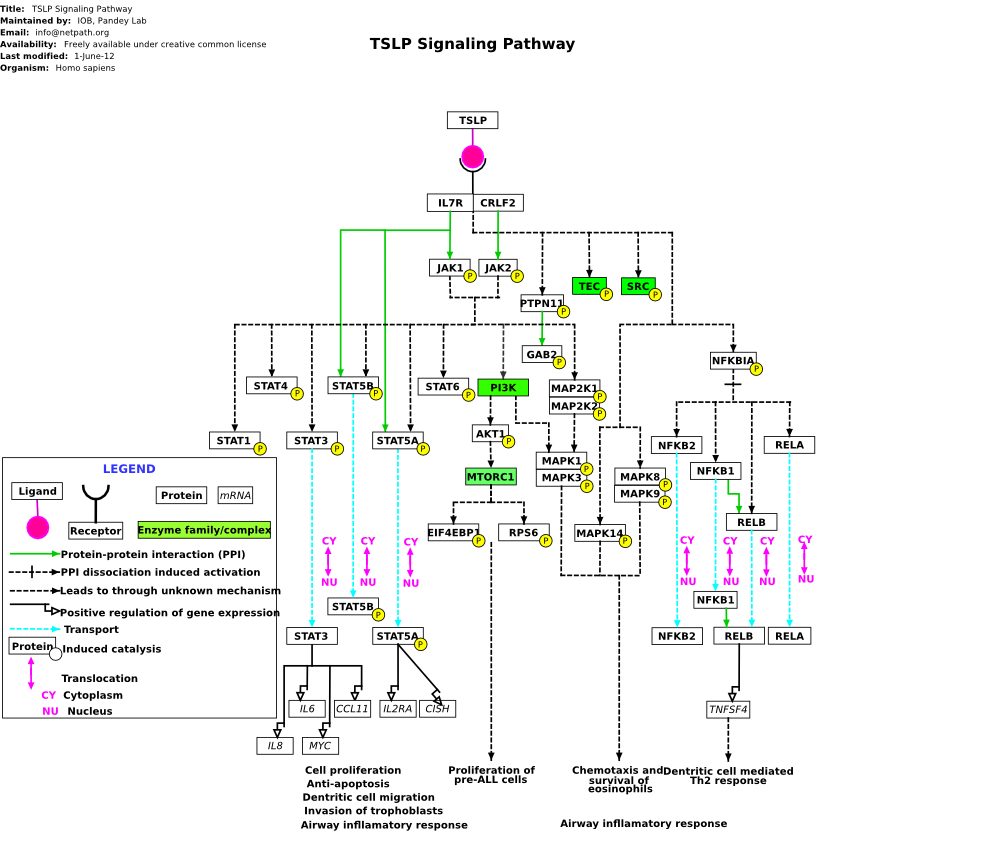 Title: TSLP Signaling Pathway
Maintained by: IOB, Pandey Lab
Email: info@netpath.org
Availability: Freely available under creative common license
Last modified: 1-June-12
Organism: Homo sapiens
TSLP Signaling Pathway
TSLP
IL7R CRLF2
JAK1 P JAK2 P
TEC P SRC P
PTPN11 P
GAB2 P
NFKBIA P
STAT4 P STAT5B P STAT6 P PI3K MAP2K1 P
MAP2K2 P
STAT1 P STAT3 P STAT5A P AKT1 P NFKB2 RELA
MAPK1 P
MAPK3 P
NFKB1
MTORC1 MAPK8 P
MAPK9 P
RELB
EIF4EBP1 P RPS6 P MAPK14 P
CY CY CY CY CY CY CY
NU NU NU NU NU NU NU
STAT5B P NFKB1
STAT3 STAT5A P NFKB2 RELB RELA
IL6 CCL11 IL2RA CISH TNFSF4
IL8 MYC
LEGEND
Ligand Protein mRNA
Receptor Enzyme family/complex
Protein-protein interaction (PPI)
PPI dissociation induced activation
Leads to through unknown mechanism
Positive regulation of gene expression
Transport
Protein Induced catalysis
Translocation
CY Cytoplasm
NU Nucleus
Cell proliferation
Anti-apoptosis
Dentritic cell migration
Invasion of trophoblasts
Airway infllamatory response
Proliferation of
pre-ALL cells
Chemotaxis and
survival of
eosinophils
Airway infllamatory response
Dentritic cell mediated
Th2 response